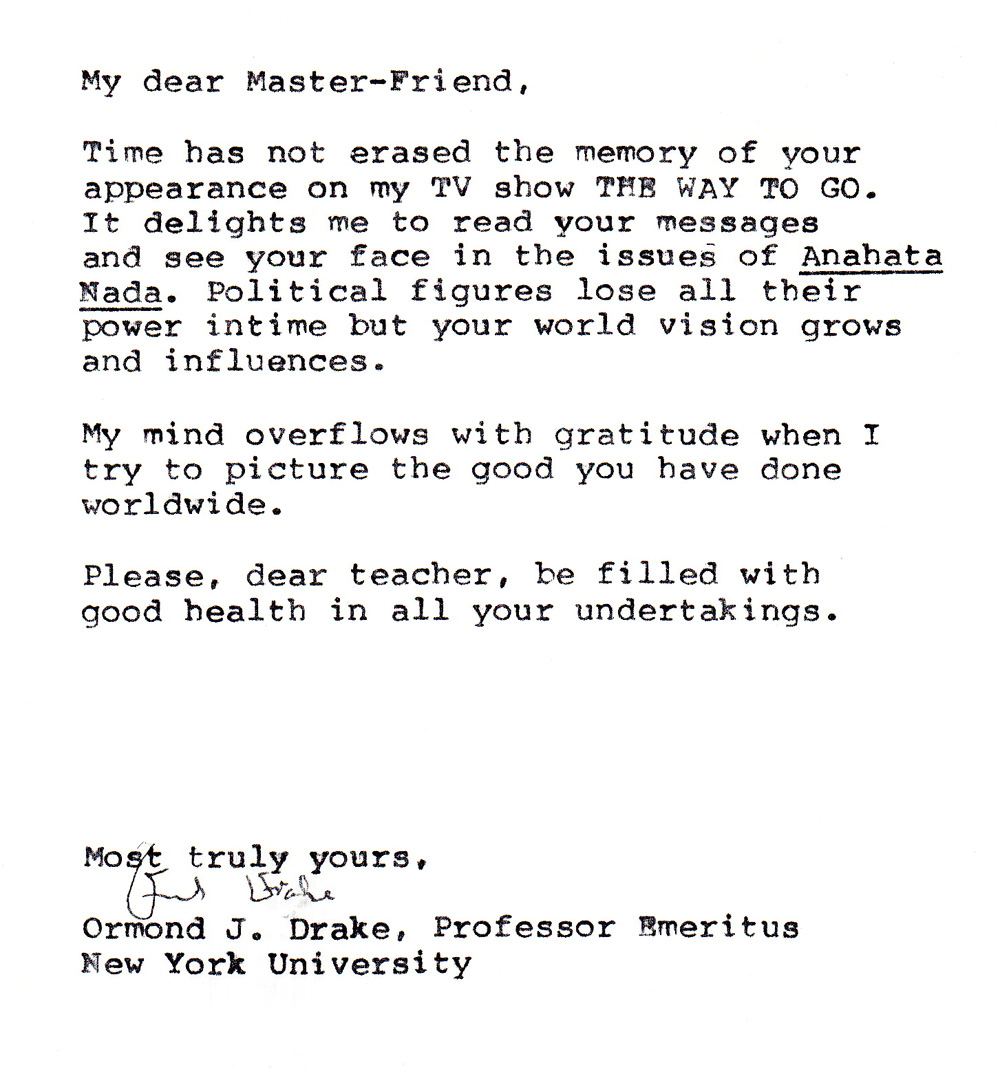 My dear Master-Friend,
Time has not erased the memory of your
appearance on my TV show THE WAY TO GO.
It delights me to read your messages
and see your face in the issues of Anahata
Nada. Political figures lose all their
power intime but your world vision grows
and influences.
My mind overflows with gratitude when I
try to picture the good you have done
worldwide.
Please, dear teacher, be filled with
good health in all your undertakings.
Most truly yours,
Drake
Ormond J. Drake, Professor Emeritus
New York University